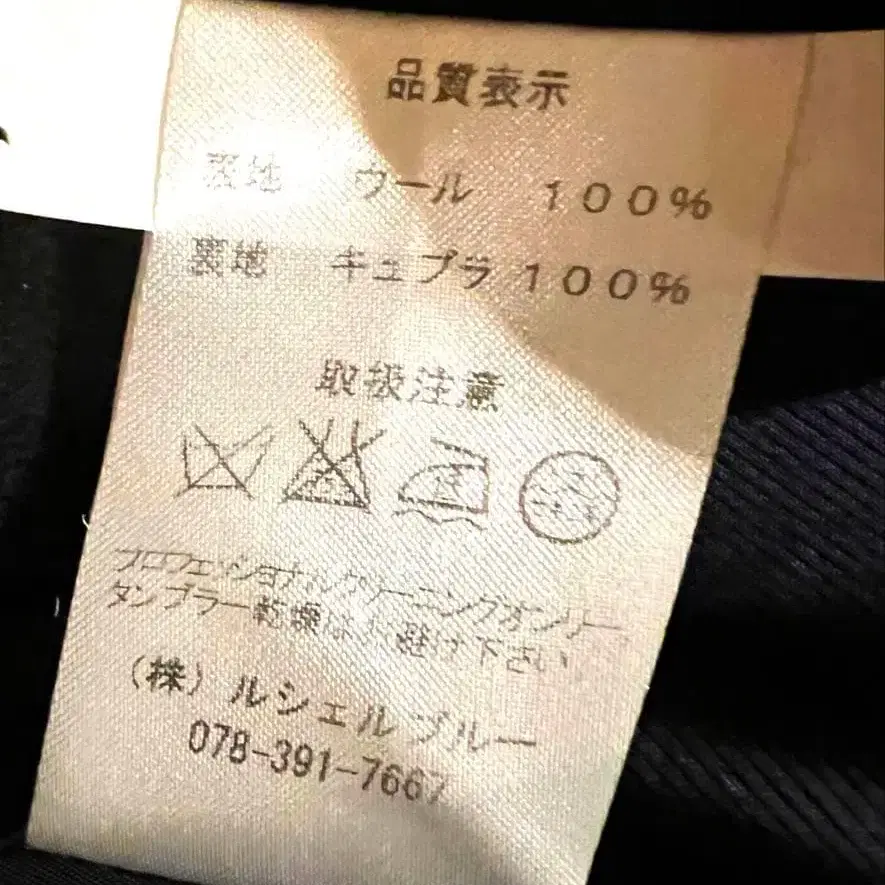 品質表示
表地 ウール 100%
裏地 キュプラ 100%
取扱注意
プロフェッショナルクリーニングオンリー
タンブラー乾燥はお避け下さい
(株)ルシェルブルー
078-391-7667